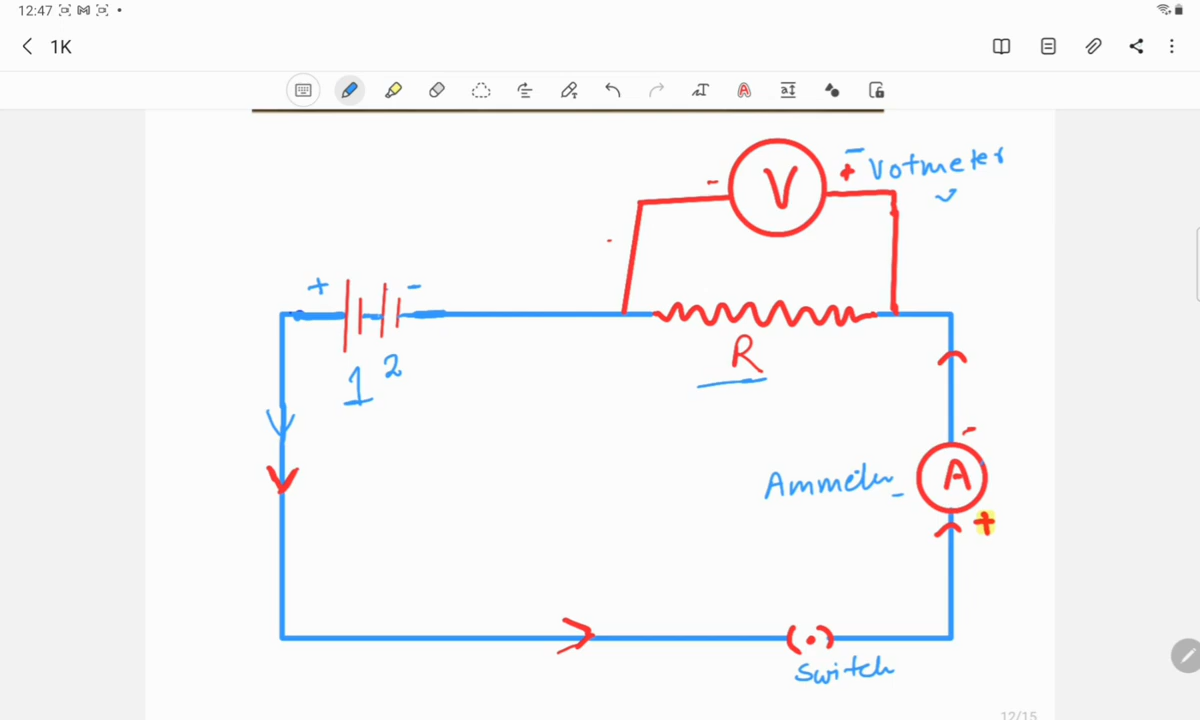 12:47
1K
- V + - Votmeter
+ -
1 2
R
-
Ammeter A
+
Switch
12/15